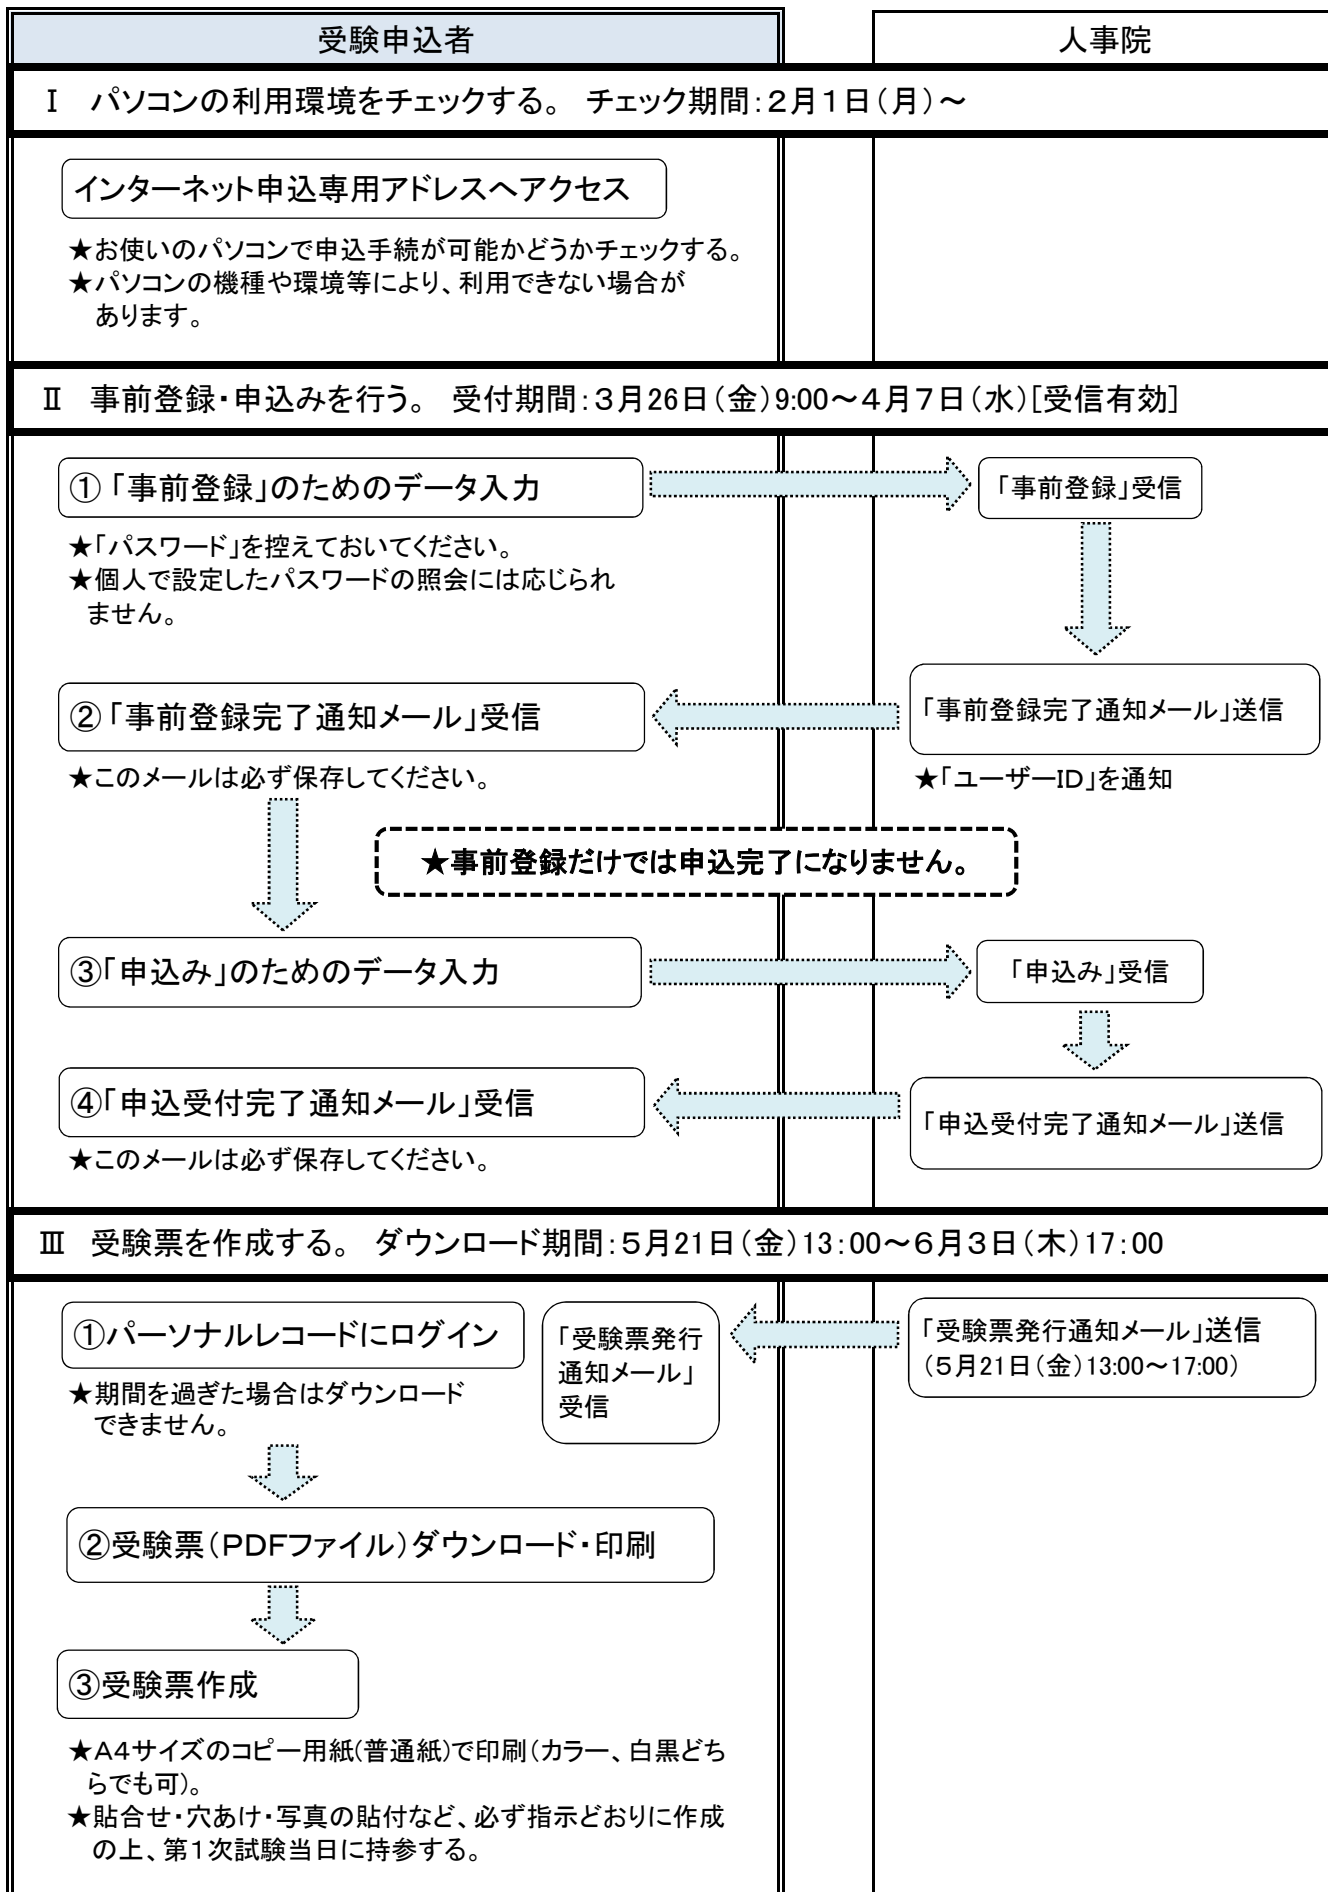 受験申込者
人事院
Ⅰ　パソコンの利用環境をチェックする。　チェック期間：２月１日（月）～
インターネット申込専用アドレスへアクセス
★お使いのパソコンで申込手続が可能かどうかチェックする。
★パソコンの機種や環境等により、利用できない場合が
あります。
Ⅱ　事前登録・申込みを行う。　受付期間：３月26日（金）9:00～４月７日（水）[受信有効]
①「事前登録」のためのデータ入力
「事前登録」受信
★「パスワード」を控えておいてください。
★個人で設定したパスワードの照会には応じられ
ません。
②「事前登録完了通知メール」受信
「事前登録完了通知メール」送信
★このメールは必ず保存してください。
★「ユーザーID」を通知
★事前登録だけでは申込完了になりません。
③「申込み」のためのデータ入力
「申込み」受信
④「申込受付完了通知メール」受信
「申込受付完了通知メール」送信
★このメールは必ず保存してください。
Ⅲ　受験票を作成する。　ダウンロード期間：５月21日（金）13：00～６月３日（木）17：00
①パーソナルレコードにログイン
★期間を過ぎた場合はダウンロード
できません。
「受験票発行
通知メール」
受信
「受験票発行通知メール」送信
（５月21日（金）13:00～17:00）
②受験票（ＰＤＦファイル）ダウンロード・印刷
③受験票作成
★Ａ４サイズのコピー用紙(普通紙)で印刷（カラー、白黒どち
らでも可）。
★貼合せ・穴あけ・写真の貼付など、必ず指示どおりに作成
の上、第１次試験当日に持参する。